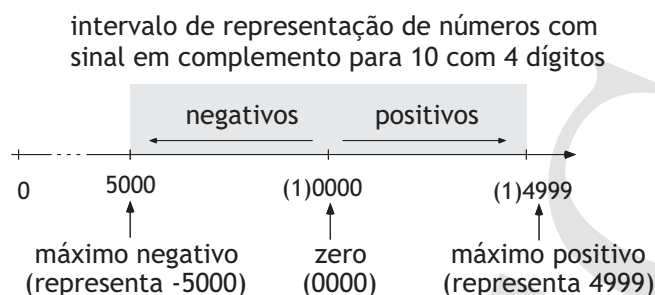 intervalo de representação de números com
sinal em complemento para 10 com 4 dígitos
negativos positivos
0 5000 (1)0000 (1)4999
máximo negativo zero máximo positivo
(representa -5000) (0000) (representa 4999)